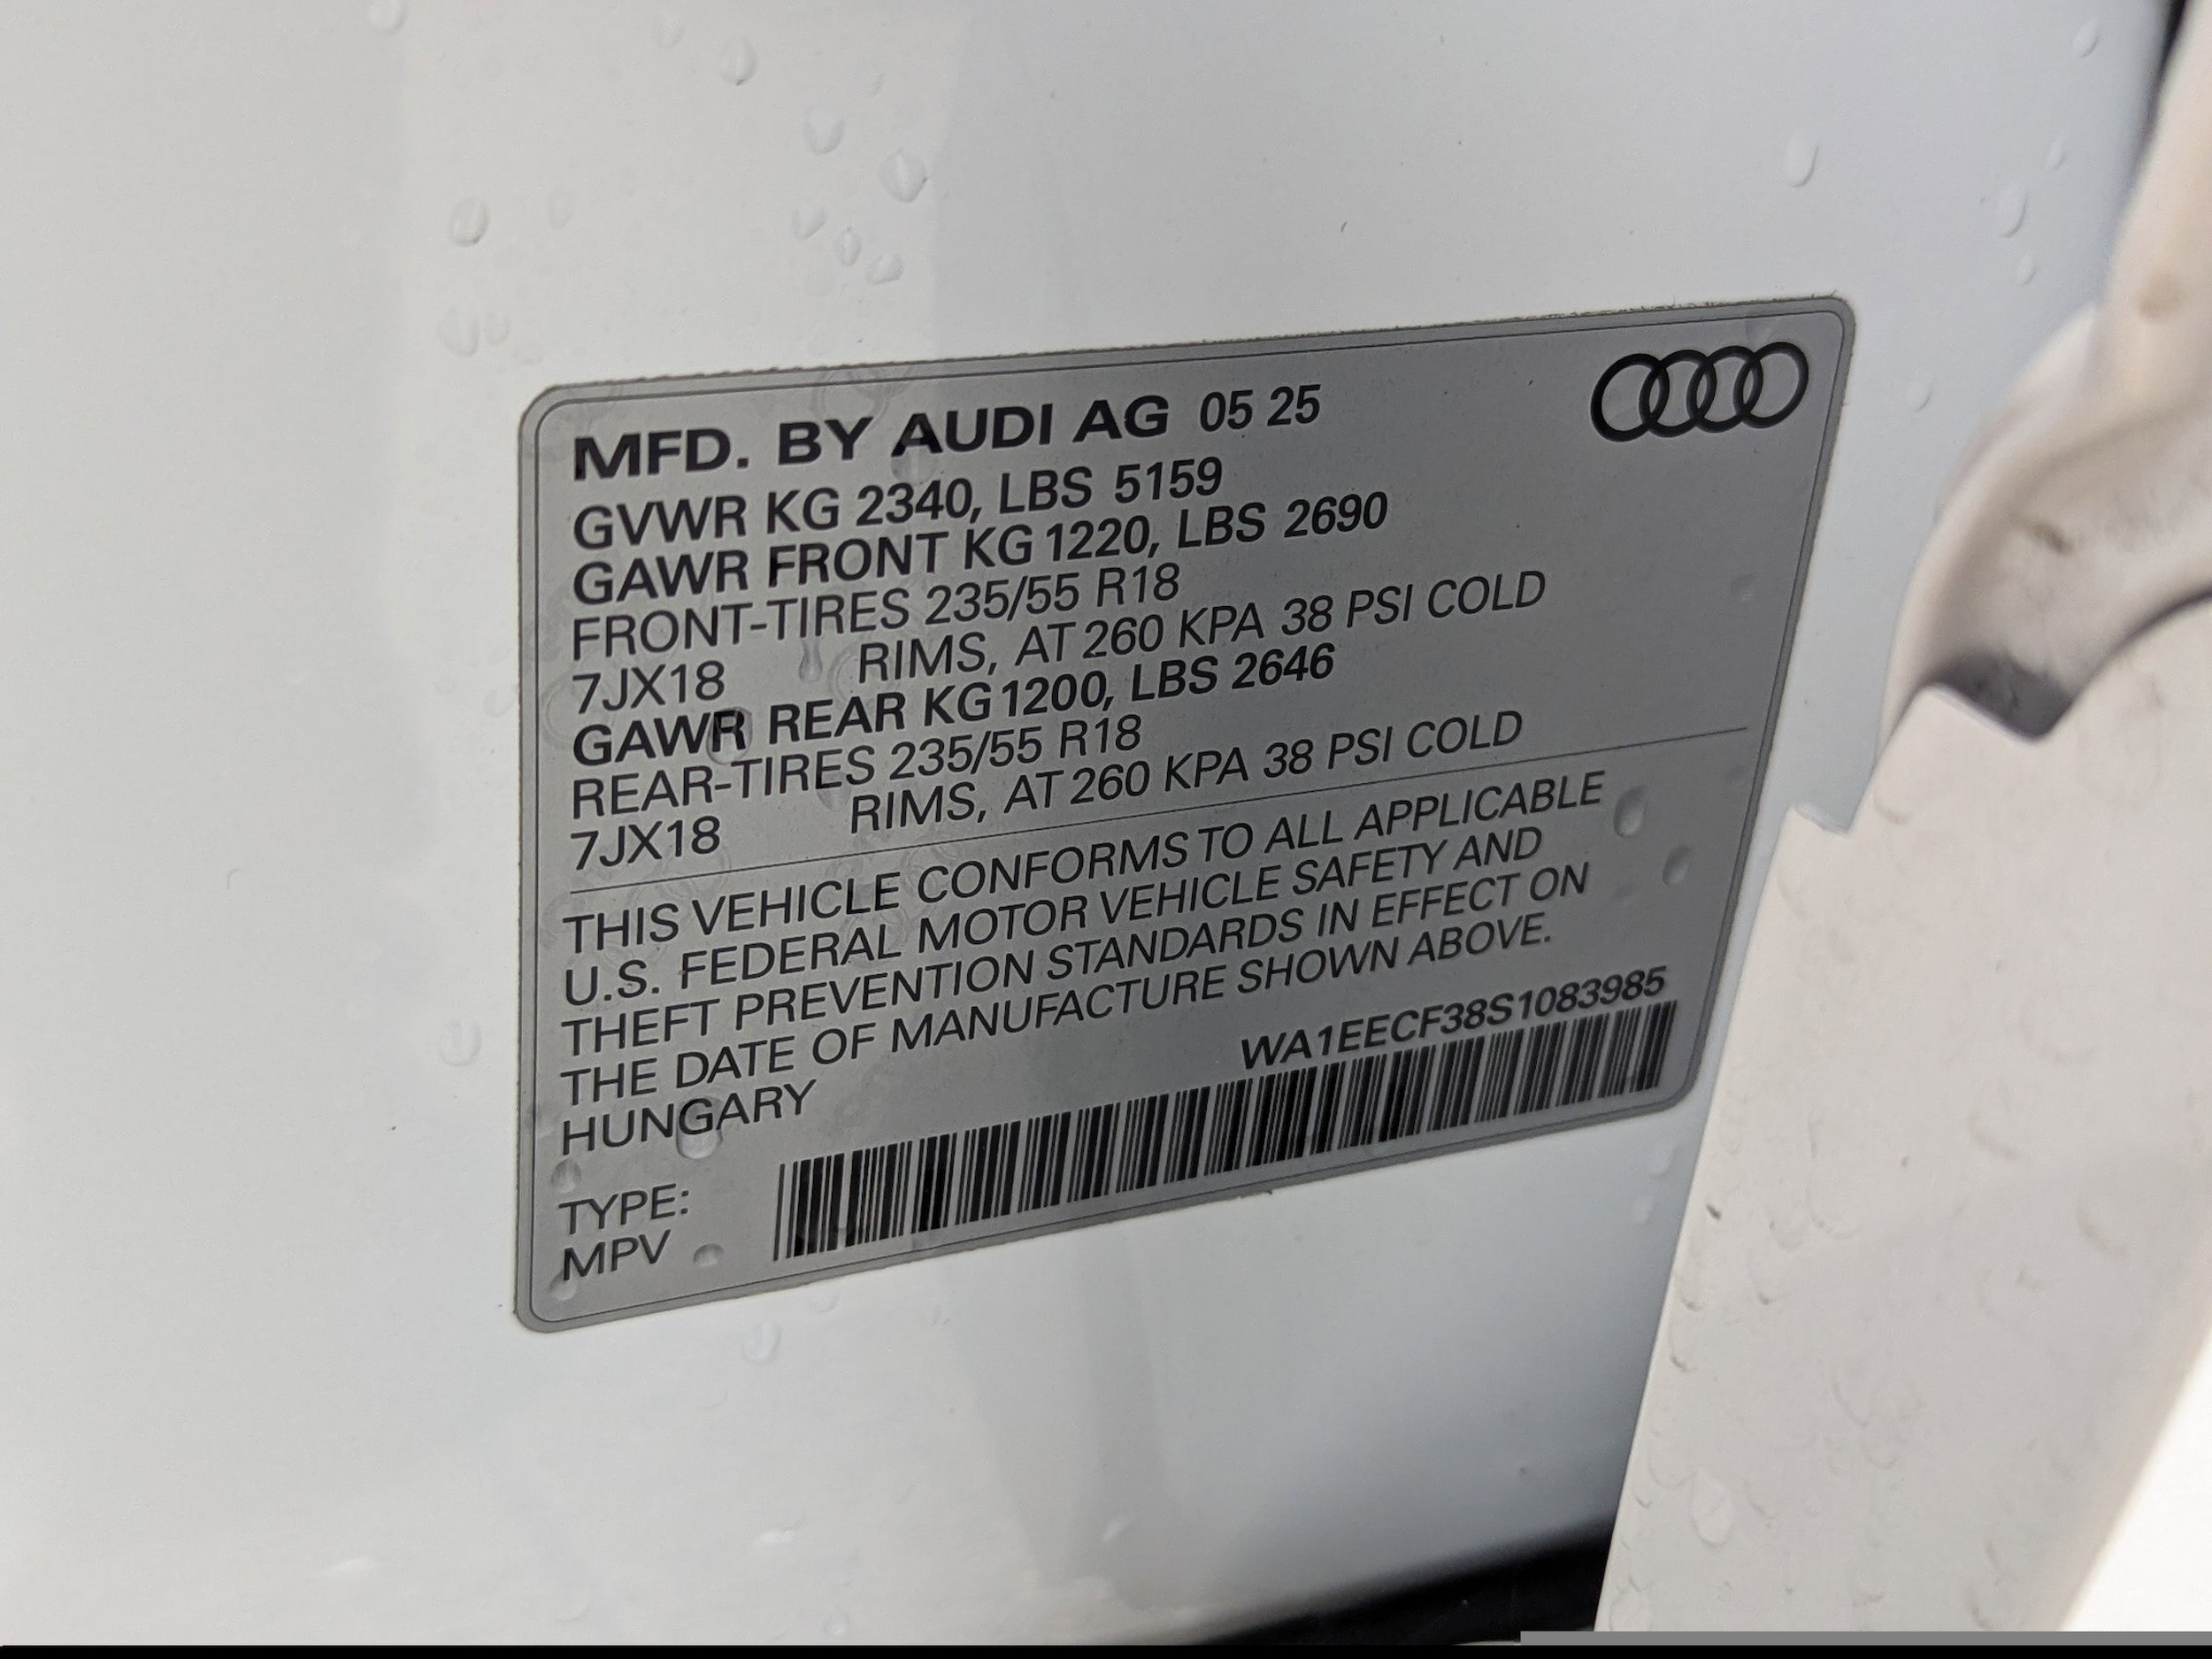 MFD. BY AUDI AG 05 25
GVWR KG 2340, LBS 5159
GAWR FRONT KG 1220, LBS 2690
FRONT-TIRES 235/55 R18
7JX18 RIMS, AT 260 KPA 38 PSI COLD
GAWR REAR KG 1200, LBS 2646
REAR-TIRES 235/55 R18
7JX18 RIMS, AT 260 KPA 38 PSI COLD
THIS VEHICLE CONFORMS TO ALL APPLICABLE
U.S. FEDERAL MOTOR VEHICLE SAFETY AND
THEFT PREVENTION STANDARDS IN EFFECT ON
THE DATE OF MANUFACTURE SHOWN ABOVE.
HUNGARY
WA1EECF38S1083985
TYPE:
MPV